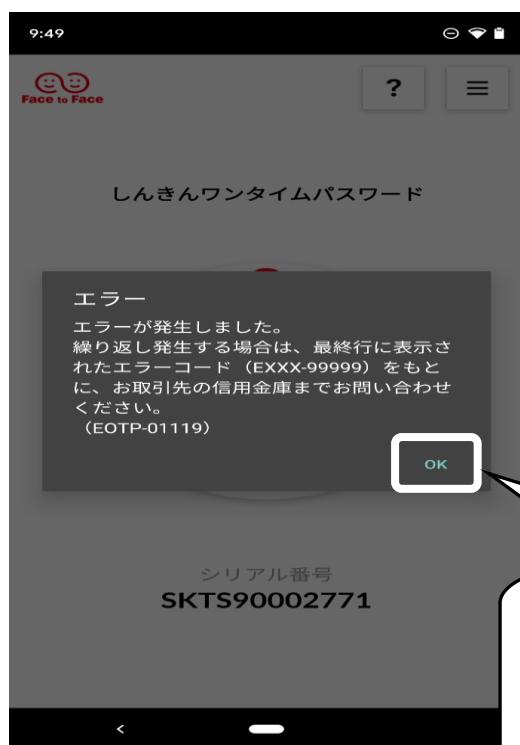 9:49
Face to Face
?
しんきんワンタイムパスワード
エラー
エラーが発生しました。
繰り返し発生する場合は、最終行に表示さ
れたエラーコード（EXXX-99999）をもと
に、お取引先の信用金庫までお問い合わせ
ください。
（EOTP-01119）
OK
シリアル番号
SKTS90002771